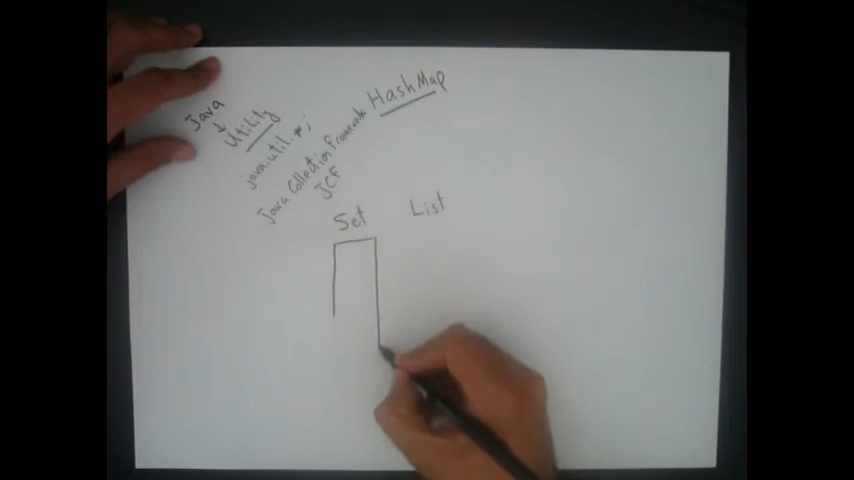 Java
↓
Utility
java.util.*;
Java Collection Framework
JCF
HashMap
Set
List